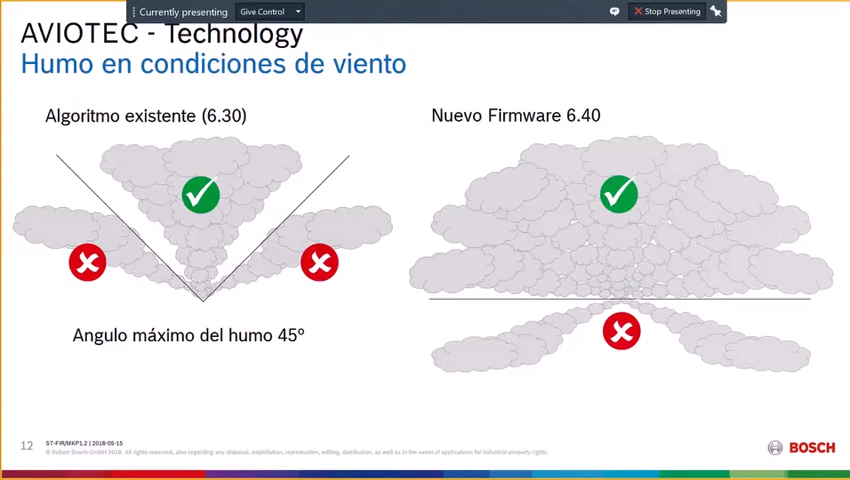 Currently presenting
Give Control
Stop Presenting
AVIOTEC - Technology
Humo en condiciones de viento
Algoritmo existente (6.30)
Nuevo Firmware 6.40
Angulo máximo del humo 45º
12
ST-FIR/MKP1.2 | 2018-05-15
© Robert Bosch GmbH 2018. All rights reserved, also regarding any disposal, exploitation, reproduction, editing, distribution, as well as in the event of applications for industrial property rights.
BOSCH